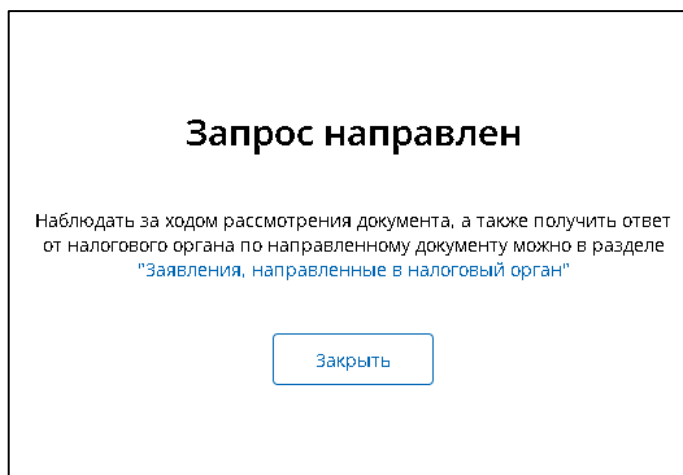 Запрос направлен
Наблюдать за ходом рассмотрения документа, а также получить ответ
от налогового органа по направленному документу можно в разделе
"Заявления, направленные в налоговый орган"
Закрыть